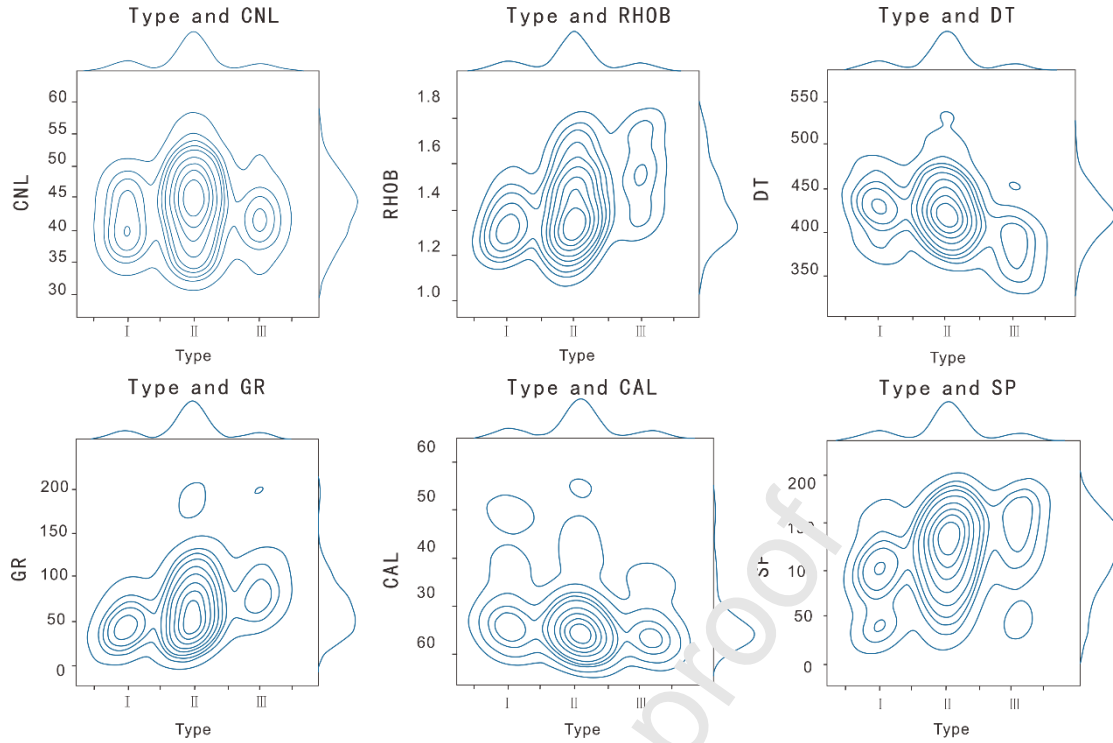 Type and CNL
60
55
50
45
40
35
30
CNL
I II III
Type
Type and RHOB
1.8
1.6
1.4
1.2
1.0
RHOB
I II III
Type
Type and DT
550
500
450
400
350
DT
I II III
Type
Type and GR
200
150
100
50
0
GR
I II III
Type
Type and CAL
60
50
40
30
60
CAL
I II III
Type
Type and SP
200
150
10
50
0
SP
I II III
Type
proof